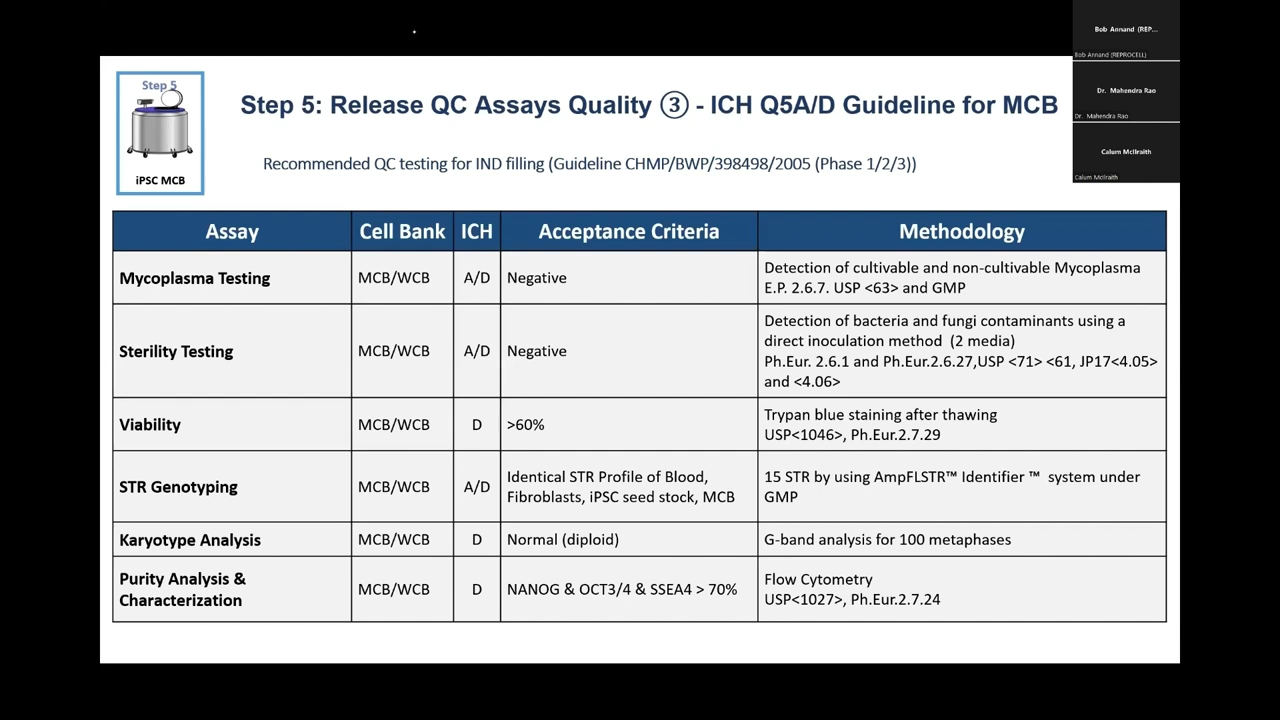 Bob Annand (REP...
Bob Annand (REPROCELL)
Dr. Mahendra Rao
Dr. Mahendra Rao
Calum McIlraith
Calum McIlraith
Step 5
iPSC MCB
Step 5: Release QC Assays Quality ③ - ICH Q5A/D Guideline for MCB
Recommended QC testing for IND filling (Guideline CHMP/BWP/398498/2005 (Phase 1/2/3))
Assay
Cell Bank
ICH
Acceptance Criteria
Methodology
Mycoplasma Testing
MCB/WCB
A/D
Negative
Detection of cultivable and non-cultivable Mycoplasma
E.P. 2.6.7. USP <63> and GMP
Sterility Testing
MCB/WCB
A/D
Negative
Detection of bacteria and fungi contaminants using a
direct inoculation method (2 media)
Ph.Eur. 2.6.1 and Ph.Eur.2.6.27,USP <71> <61, JP17<4.05>
and <4.06>
Viability
MCB/WCB
D
>60%
Trypan blue staining after thawing
USP<1046>, Ph.Eur.2.7.29
STR Genotyping
MCB/WCB
A/D
Identical STR Profile of Blood,
Fibroblasts, iPSC seed stock, MCB
15 STR by using AmpFLSTR™ Identifier ™ system under
GMP
Karyotype Analysis
MCB/WCB
D
Normal (diploid)
G-band analysis for 100 metaphases
Purity Analysis &
Characterization
MCB/WCB
D
NANOG & OCT3/4 & SSEA4 > 70%
Flow Cytometry
USP<1027>, Ph.Eur.2.7.24